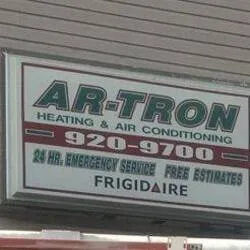 AR-TRON
HEATING & AIR CONDITIONING
920-9700
24 HR. EMERGENCY SERVICE FREE ESTIMATES
FRIGIDAIRE